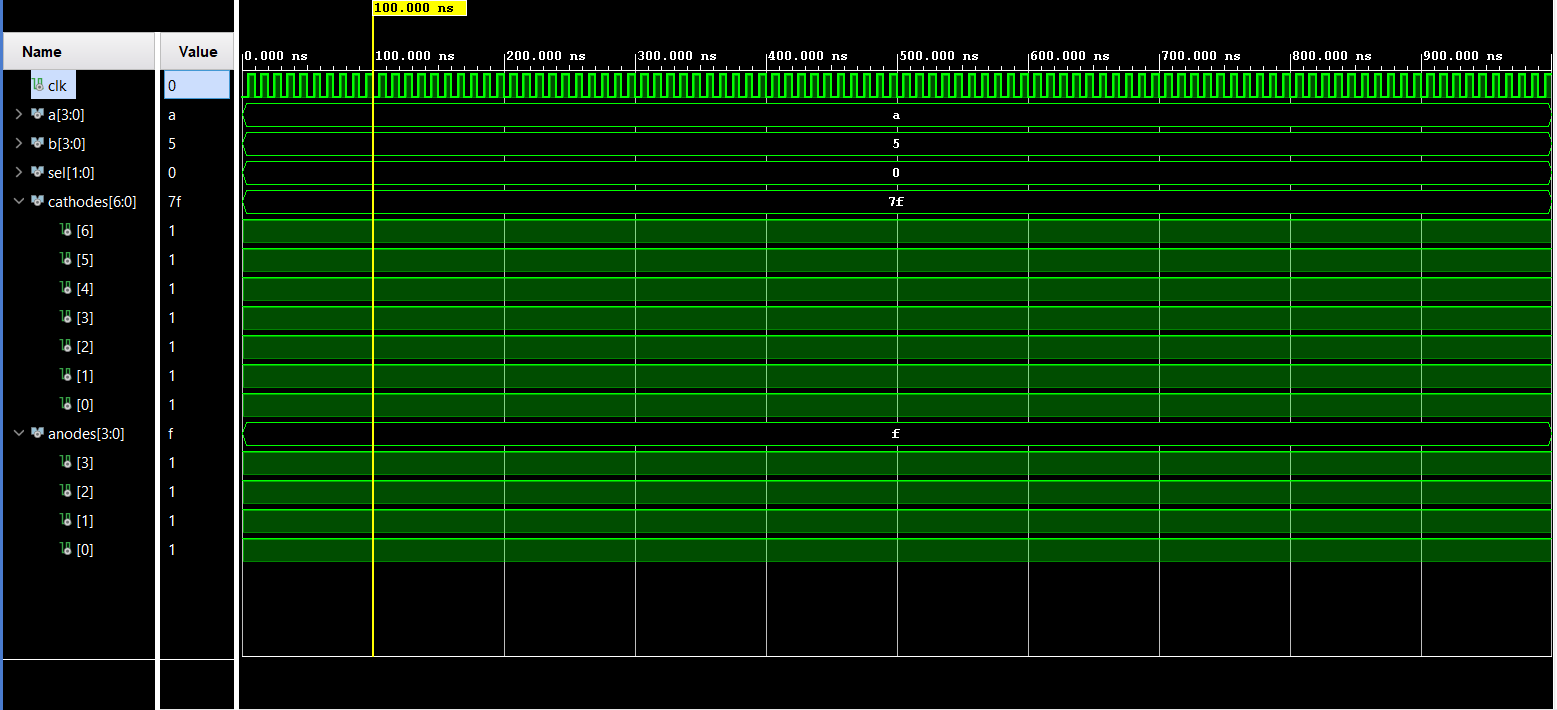 100.000 ns
Name Value
0.000 ns 100.000 ns 200.000 ns 300.000 ns 400.000 ns 500.000 ns 600.000 ns 700.000 ns 800.000 ns 900.000 ns
clk 0
a[3:0] a a
b[3:0] 5 5
sel[1:0] 0 0
cathodes[6:0] 7f 7f
[6] 1
[5] 1
[4] 1
[3] 1
[2] 1
[1] 1
[0] 1
anodes[3:0] f f
[3] 1
[2] 1
[1] 1
[0] 1